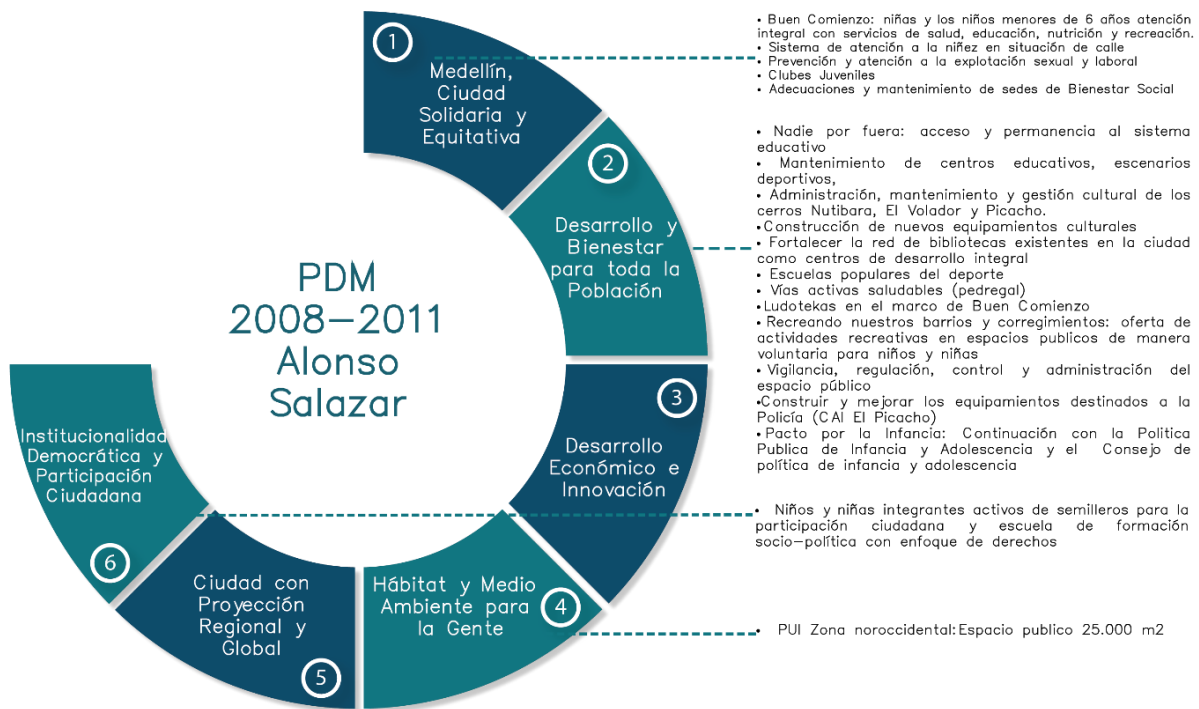 PDM
2008-2011
Alonso
Salazar
1
Medellín,
Ciudad
Solidaria y
Equitativa
• Buen Comienzo: niñas y los niños menores de 6 años atención
integral con servicios de salud, educación, nutrición y recreación.
• Sistema de atención a la niñez en situación de calle
• Prevención y atención a la explotación sexual y laboral
• Clubes Juveniles
• Adecuaciones y mantenimiento de sedes de Bienestar Social
2
Desarrollo y
Bienestar
para toda la
Población
• Nadie por fuera: acceso y permanencia al sistema
educativo
• Mantenimiento de centros educativos, escenarios
deportivos,
• Administración, mantenimiento y gestión cultural de los
cerros Nutibara, El Volador y Picacho.
•Construcción de nuevos equipamientos culturales
• Fortalecer la red de bibliotecas existentes en la ciudad
como centros de desarrollo integral
• Escuelas populares del deporte
• Vías activas saludables (pedregal)
•Ludotekas en el marco de Buen Comienzo
•Recreando nuestros barrios y corregimientos: oferta de
actividades recreativas en espacios publicos de manera
voluntaria para niños y niñas
•Vigilancia, regulación, control y administración del
espacio público
•Construir y mejorar los equipamientos destinados a la
Policía (CAI El Picacho)
•Pacto por la Infancia: Continuación con la Politica
Publica de Infancia y Adolescencia y el Consejo de
política de infancia y adolescencia
3
Desarrollo
Económico e
Innovación
4
Hábitat y Medio
Ambiente para
la Gente
• PUI Zona noroccidental:Espacio publico 25.000 m2
5
Ciudad con
Proyección
Regional y
Global
6
Institucionalidad
Democrática y
Participación
Ciudadana
• Niños y niñas integrantes activos de semilleros para la
participación ciudadana y escuela de formación
socio-política con enfoque de derechos